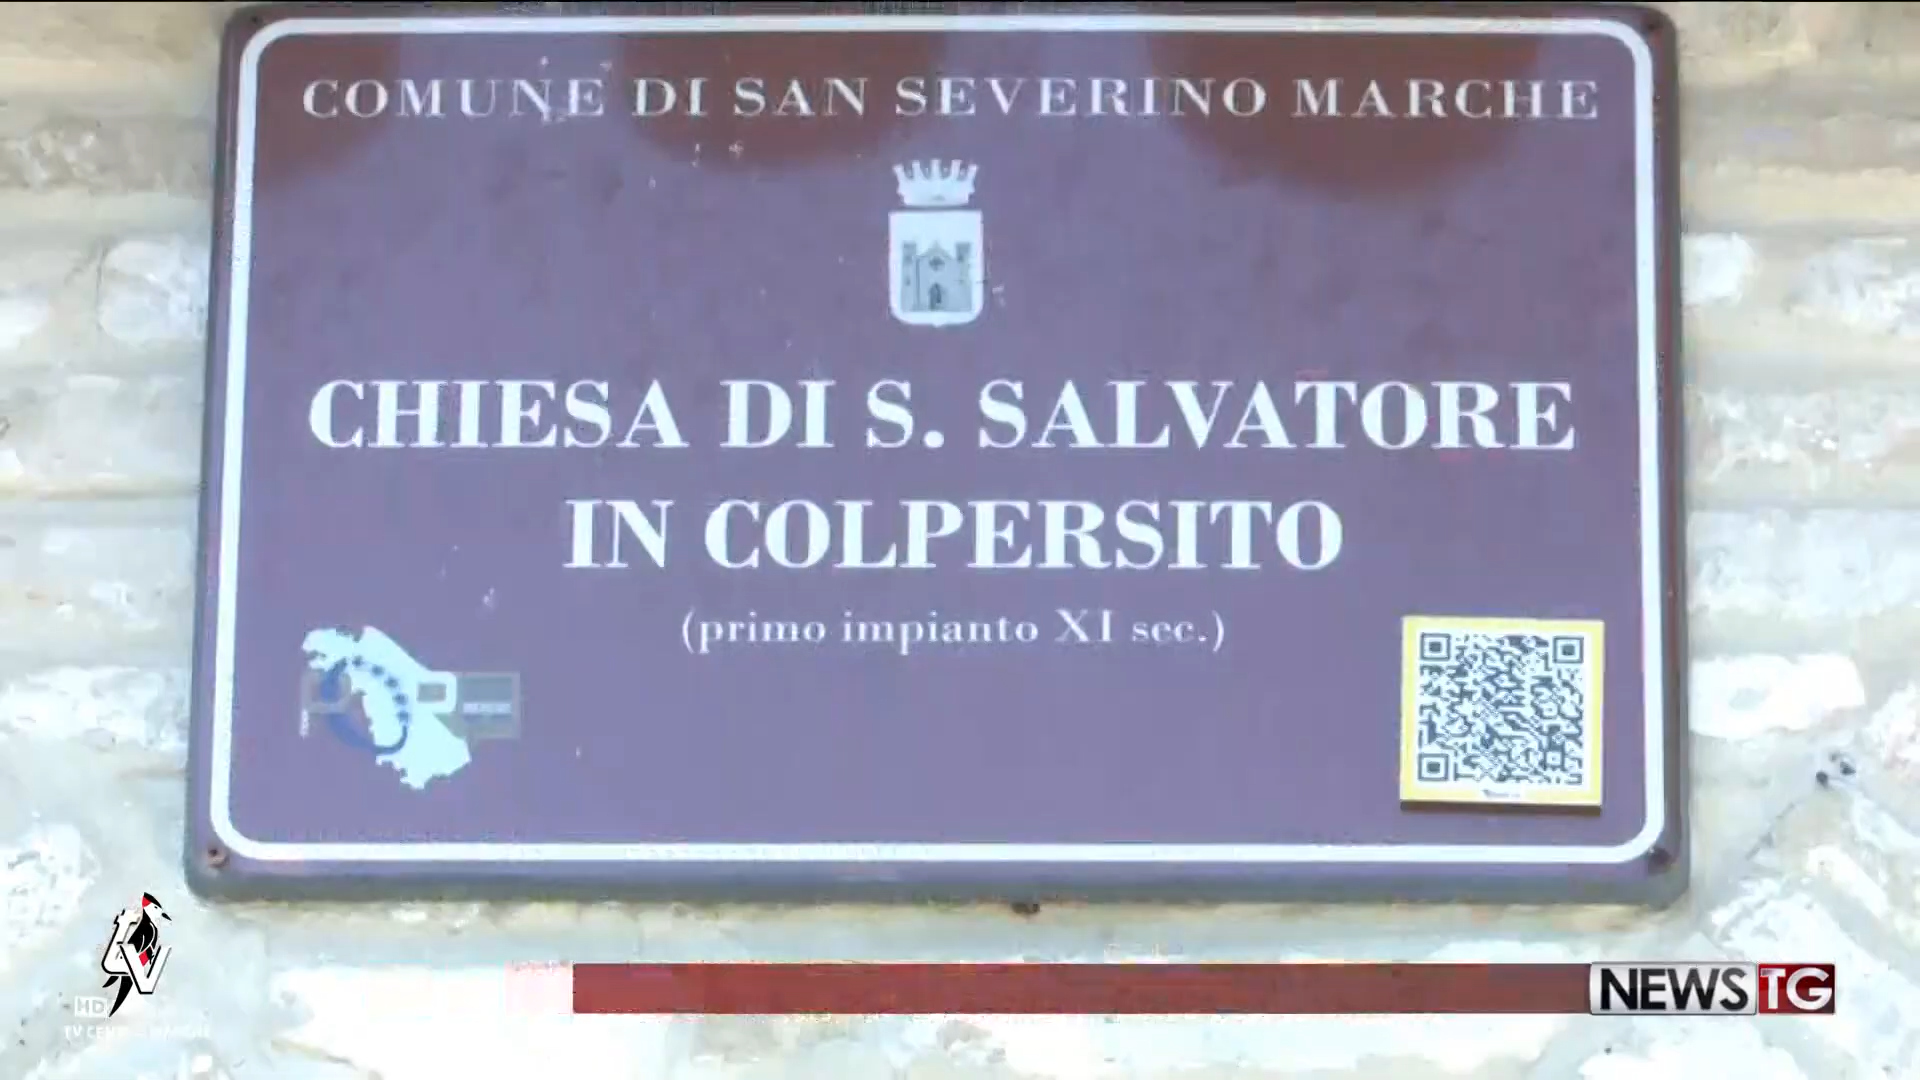 COMUNE DI SAN SEVERINO MARCHE
CHIESA DI S. SALVATORE
IN COLPERSITO
(primo impianto XI sec.)
HD
NEWS TG